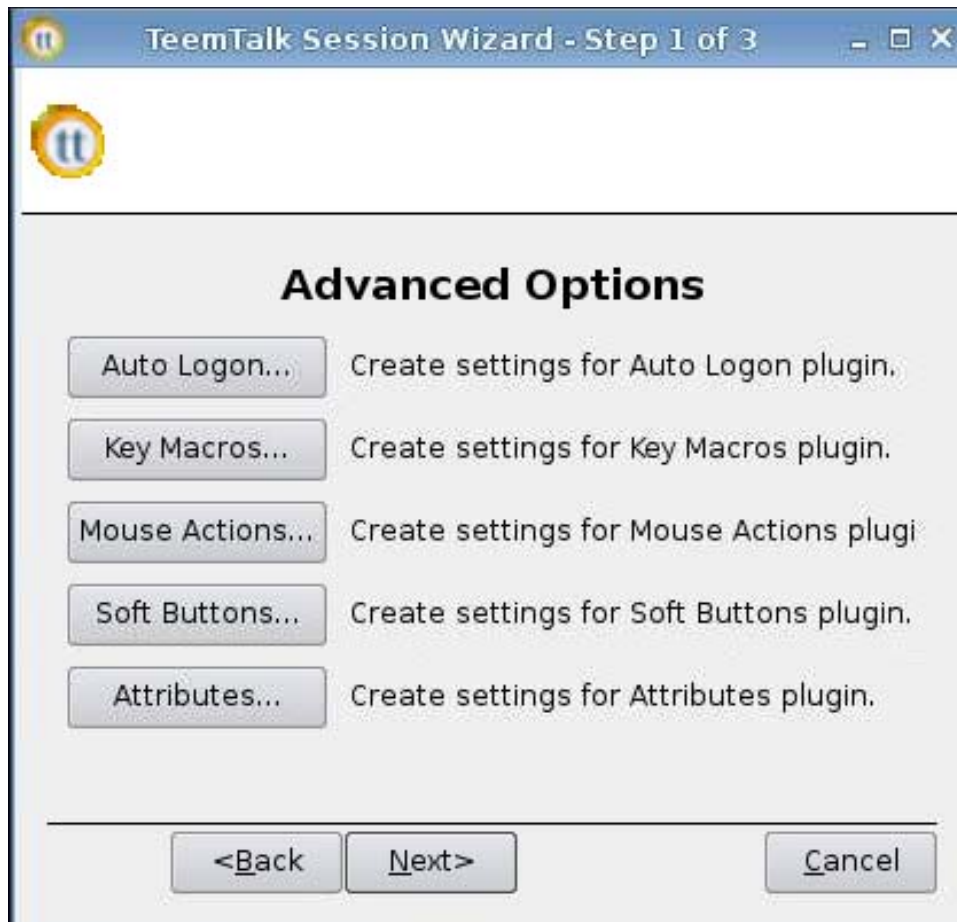 tt TeemTalk Session Wizard - Step 1 of 3
tt
Advanced Options
Auto Logon... Create settings for Auto Logon plugin.
Key Macros... Create settings for Key Macros plugin.
Mouse Actions... Create settings for Mouse Actions plugi
Soft Buttons... Create settings for Soft Buttons plugin.
Attributes... Create settings for Attributes plugin.
<Back Next> Cancel